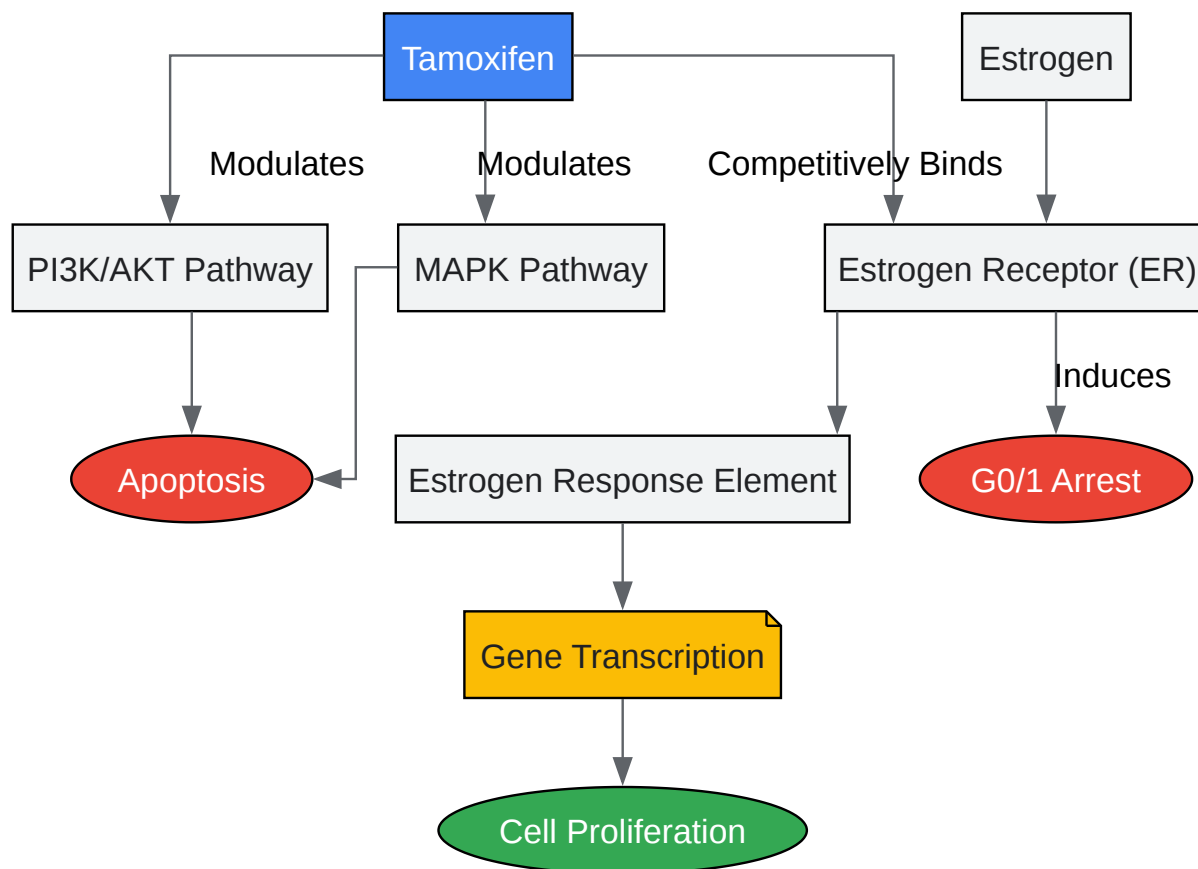 Tamoxifen
Estrogen
Modulates
Modulates
Competitively Binds
PI3K/AKT Pathway
MAPK Pathway
Estrogen Receptor (ER)
Induces
Apoptosis
Estrogen Response Element
G0/1 Arrest
Gene Transcription
Cell Proliferation